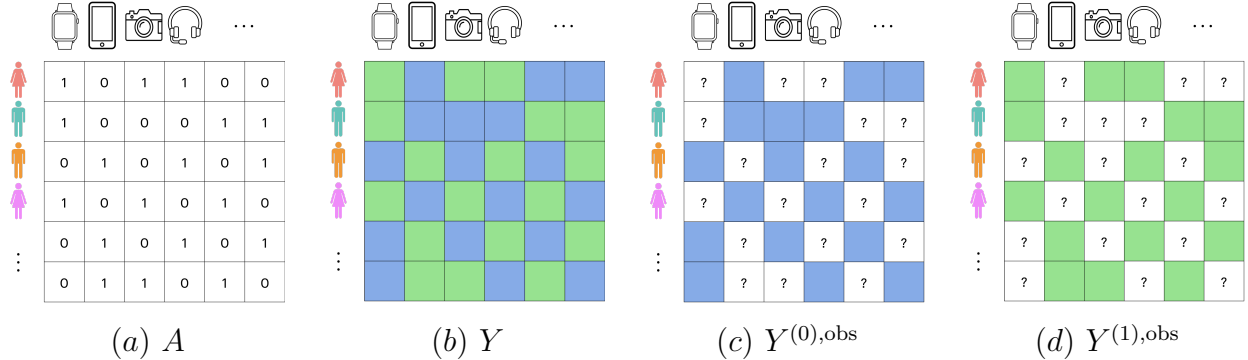 ...
1 0 1 1 0 0
1 0 0 0 1 1
0 1 0 1 0 1
1 0 1 0 1 0
0 1 0 1 0 1
⋮
0 1 1 0 1 0
(a) A
...
⋮
(b) Y
...
? ? ?
? ? ?
? ? ?
? ? ?
? ? ?
⋮
? ? ?
(c) Y^{(0),obs}
...
? ? ?
? ? ?
? ? ?
? ? ?
? ? ?
⋮
? ? ?
(d) Y^{(1),obs}